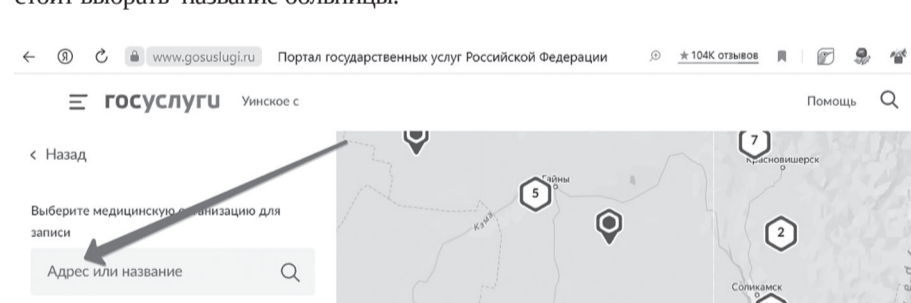 стоит выбрать название больницы.
www.gosuslugi.ru Портал государственных услуг Российской Федерации ★ 104K отзывов
госуслуги Уинское с Помощь
< Назад
7
Красновишерск
5 Гайны
Выберите медицинскую организацию для
записи
Кама
2
Адрес или название
Соликамск